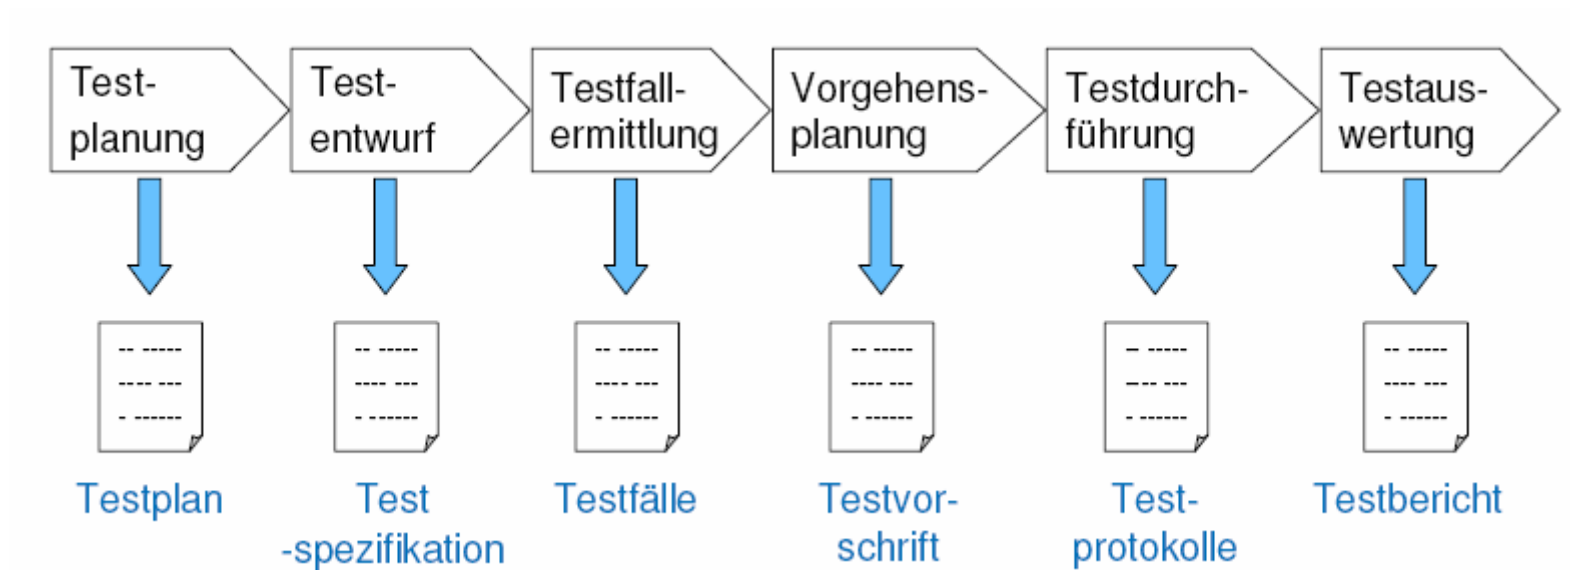 Test-
planung
Test-
entwurf
Testfall-
ermittlung
Vorgehens-
planung
Testdurch-
führung
Testaus-
wertung
Testplan
Test
-spezifikation
Testfälle
Testvor-
schrift
Test-
protokolle
Testbericht